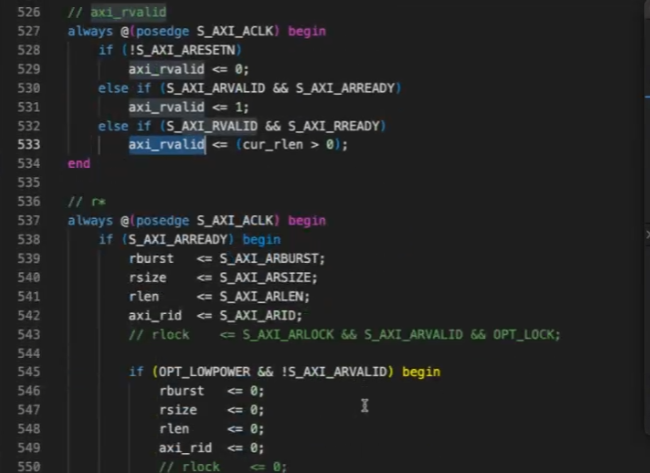 526 // axi_rvalid
527 always @(posedge S_AXI_ACLK) begin
528 if (!S_AXI_ARESETN)
529 axi_rvalid <= 0;
530 else if (S_AXI_ARVALID && S_AXI_ARREADY)
531 axi_rvalid <= 1;
532 else if (S_AXI_RVALID && S_AXI_RREADY)
533 axi_rvalid <= (cur_rlen > 0);
534 end
535
536 // r*
537 always @(posedge S_AXI_ACLK) begin
538 if (S_AXI_ARREADY) begin
539 rburst <= S_AXI_ARBURST;
540 rsize <= S_AXI_ARSIZE;
541 rlen <= S_AXI_ARLEN;
542 axi_rid <= S_AXI_ARID;
543 // rlock <= S_AXI_ARLOCK && S_AXI_ARVALID && OPT_LOCK;
544
545 if (OPT_LOWPOWER && !S_AXI_ARVALID) begin
546 rburst <= 0;
547 rsize <= 0;
548 rlen <= 0;
549 axi_rid <= 0;
550 // rlock <= 0;